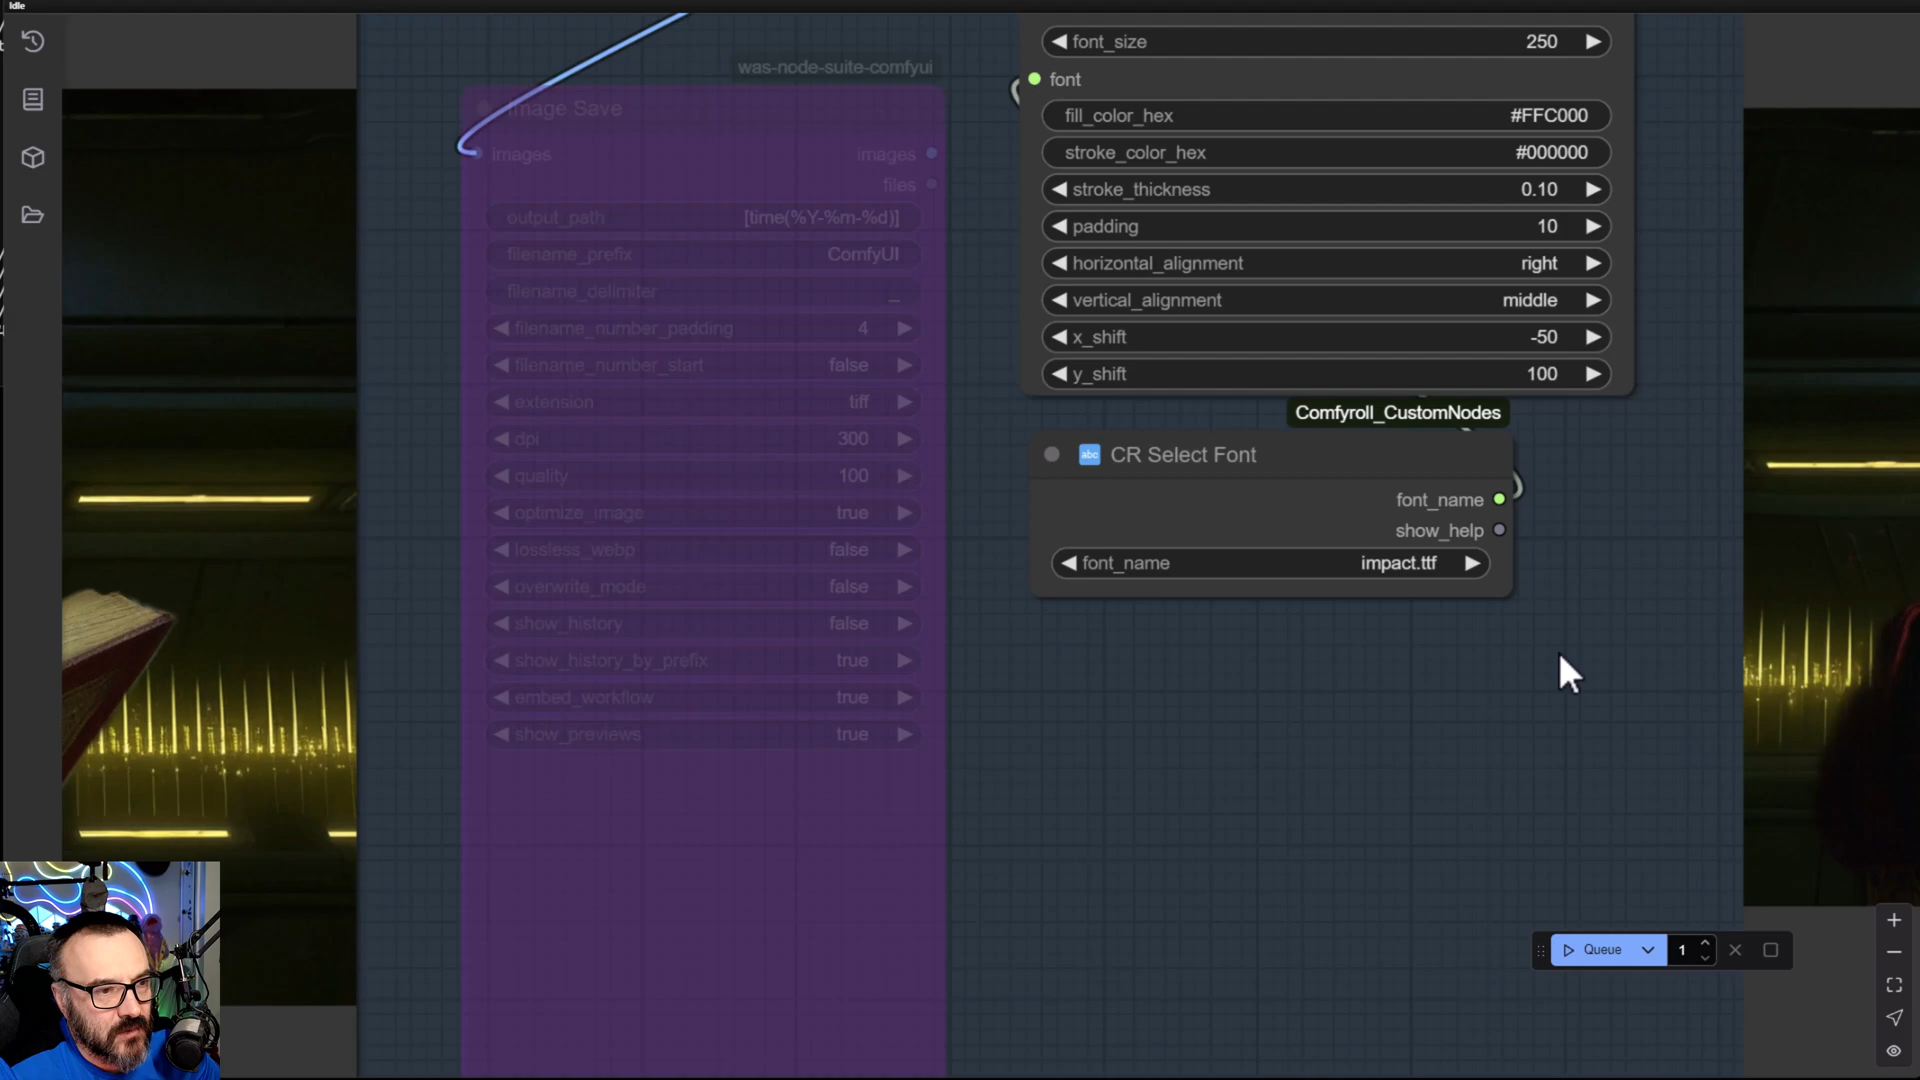 Idle
was-node-suite-comfyui
Image Save
images
images
files
output_path [time(%Y-%m-%d)]
filename_prefix ComfyUI
filename_delimiter _
filename_number_padding 4
filename_number_start false
extension tiff
dpi 300
quality 100
optimize_image true
lossless_webp false
overwrite_mode false
show_history false
show_history_by_prefix true
embed_workflow true
show_previews true
font_size 250
font
fill_color_hex #FFC000
stroke_color_hex #000000
stroke_thickness 0.10
padding 10
horizontal_alignment right
vertical_alignment middle
x_shift -50
y_shift 100
Comfyroll_CustomNodes
abc CR Select Font
font_name
show_help
font_name impact.ttf
Queue 1